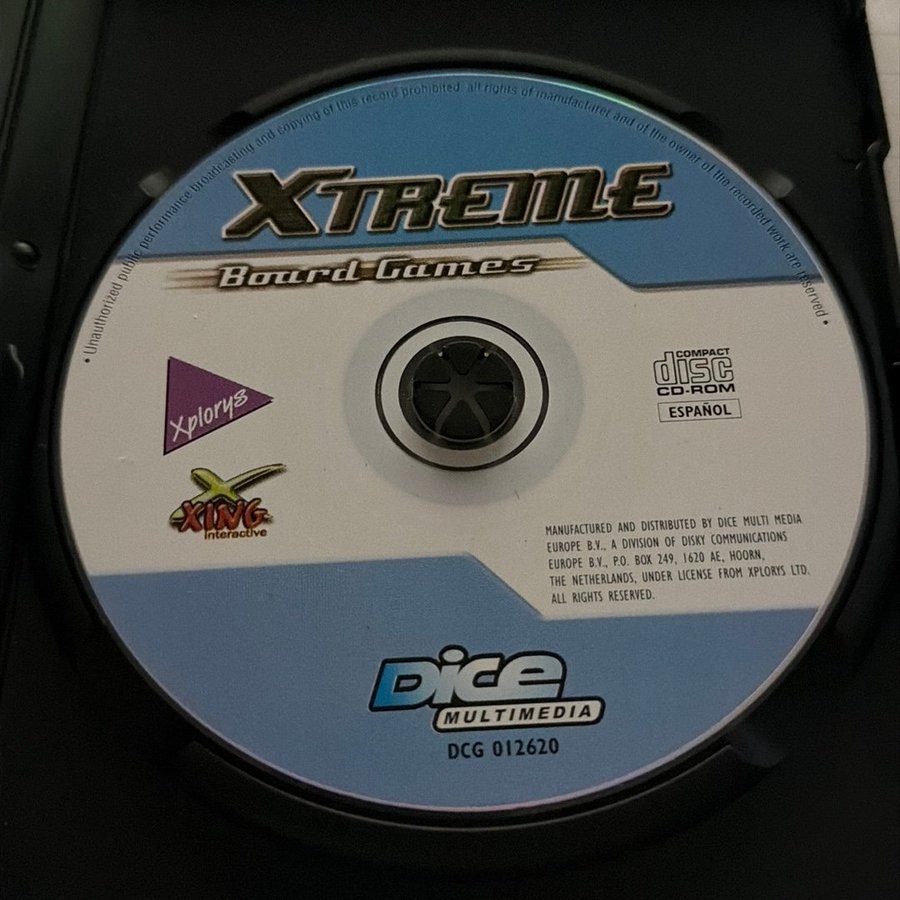 • Unauthorized public performance broadcasting and copying of this record prohibited. all rights of manufacturer and of the owner of the recorded work are reserved •
XTREME
Board Games
Xplorys
XING
interactive
COMPACT
disc
CD-ROM
ESPAÑOL
MANUFACTURED AND DISTRIBUTED BY DICE MULTI MEDIA
EUROPE B.V., A DIVISION OF DISKY COMMUNICATIONS
EUROPE B.V., P.O. BOX 249, 1620 AE, HOORN,
THE NETHERLANDS, UNDER LICENSE FROM XPLORYS LTD.
ALL RIGHTS RESERVED.
Dice
MULTIMEDIA
DCG 012620